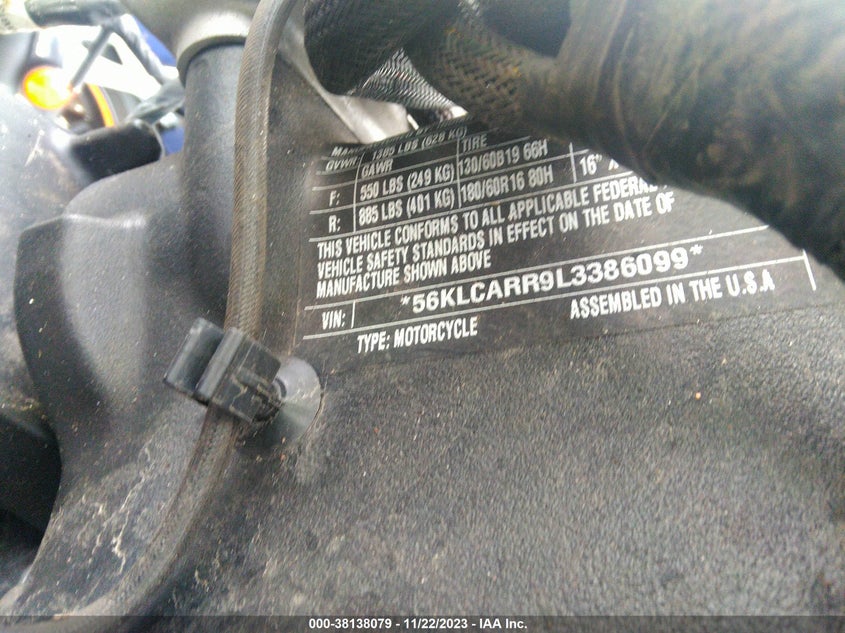 GVWR: 1385 LBS (628 KG)
GAWR TIRE
F: 550 LBS (249 KG) 130/60B19 66H
R: 885 LBS (401 KG) 180/60R16 80H 16"
THIS VEHICLE CONFORMS TO ALL APPLICABLE FEDERAL
VEHICLE SAFETY STANDARDS IN EFFECT ON THE DATE OF
MANUFACTURE SHOWN ABOVE
VIN: *56KLCARR9L3386099*
TYPE: MOTORCYCLE ASSEMBLED IN THE U.S.A
000-38138079 - 11/22/2023 - IAA Inc.